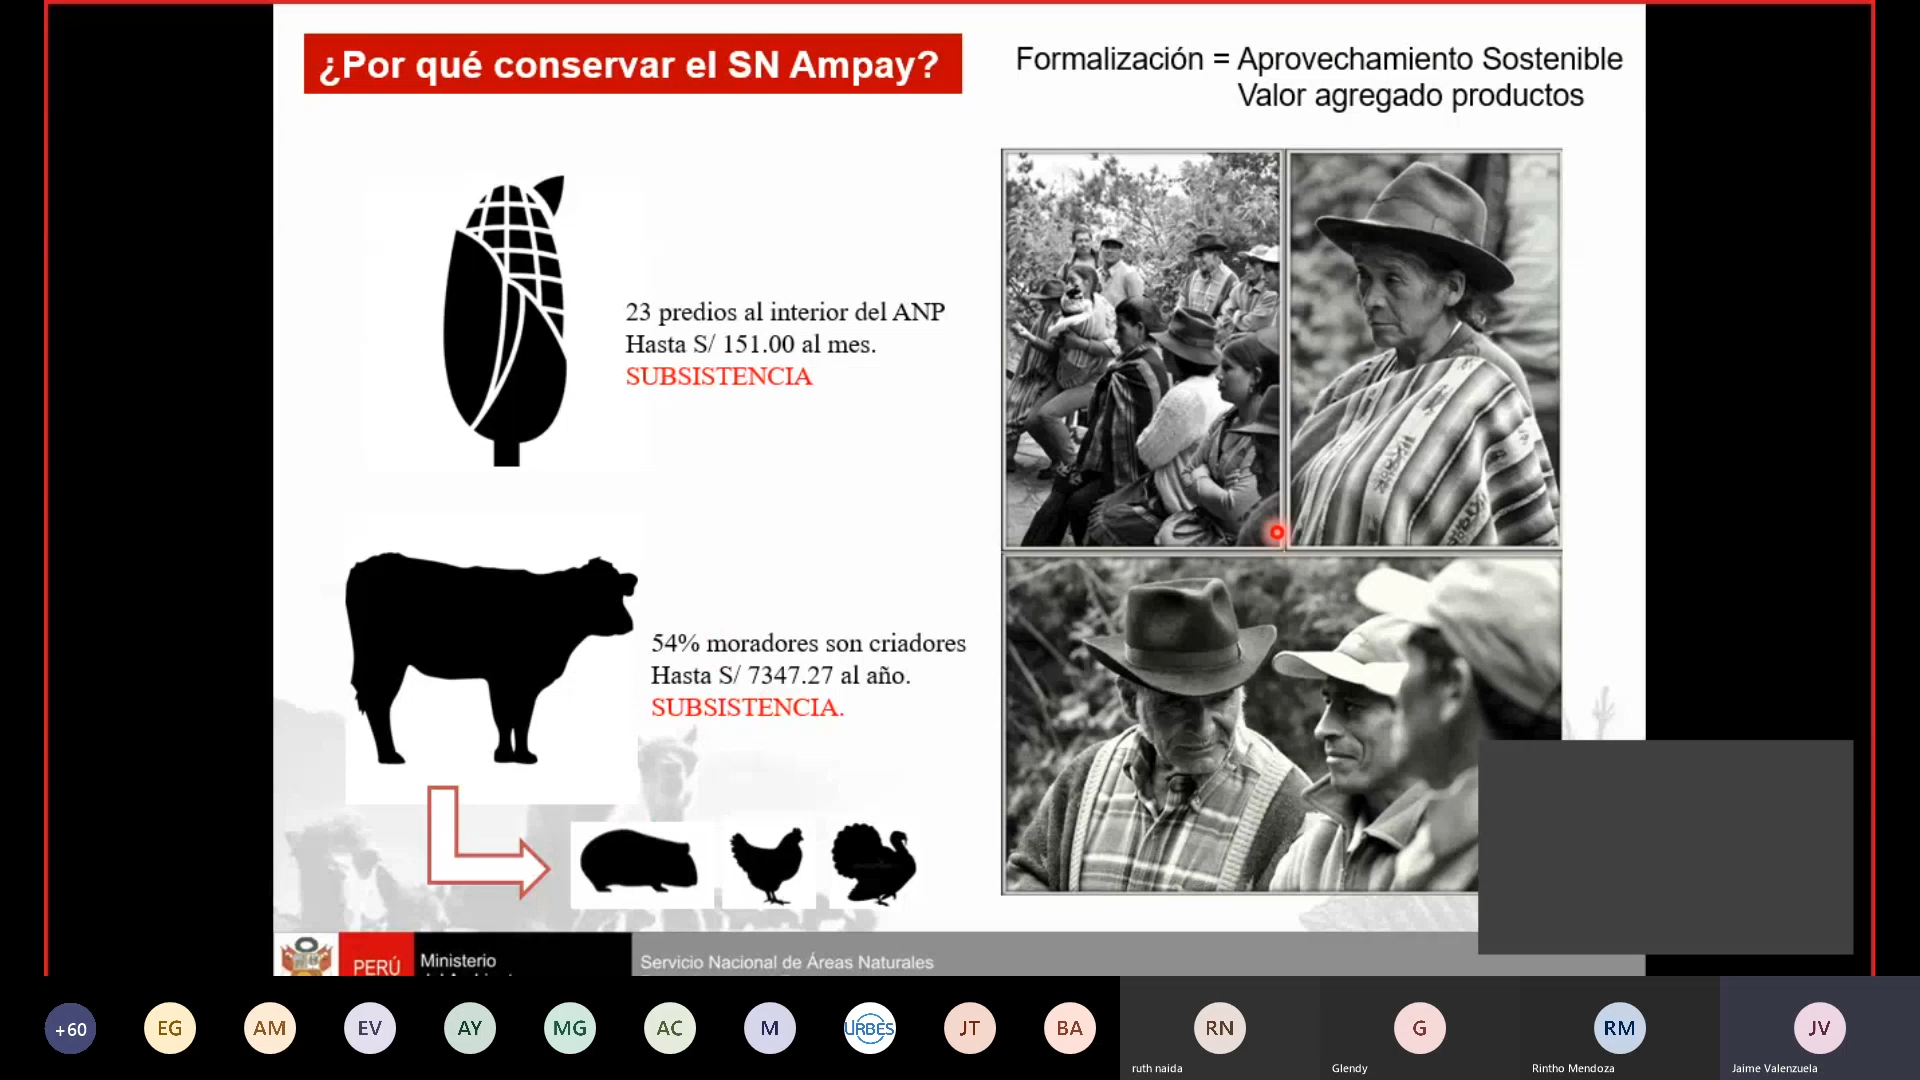 ¿Por qué conservar el SN Ampay?
Formalización = Aprovechamiento Sostenible
Valor agregado productos
23 predios al interior del ANP
Hasta S/ 151.00 al mes.
SUBSISTENCIA
54% moradores son criadores
Hasta S/ 7347.27 al año.
SUBSISTENCIA.
PERÚ
Ministerio
Servicio Nacional de Áreas Naturales
+60
EG
AM
EV
AY
MG
AC
M
URBES
JT
BA
RN
G
RM
JV
ruth naida
Glendy
Rintho Mendoza
Jaime Valenzuela